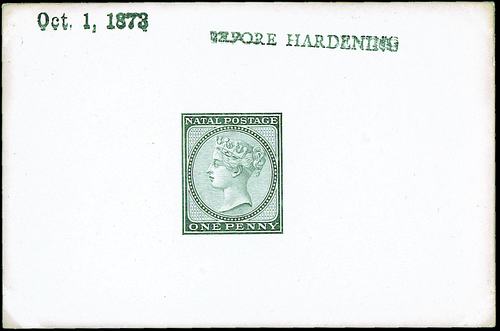 Oct. 1, 1873
BEFORE HARDENING
NATAL POSTAGE
ONE PENNY